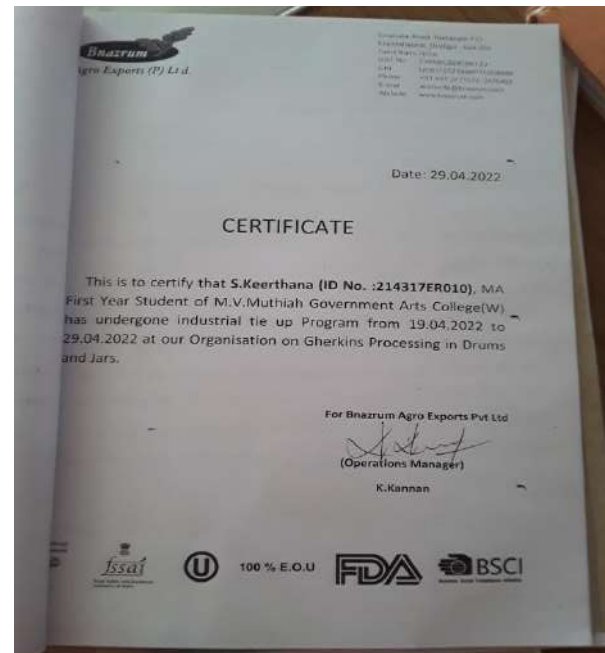 Bnazrum
Agro Exports (P) Ltd
Date: 29.04.2022
CERTIFICATE
This is to certify that S.Keerthana (ID No. :214317ER010), MA
First Year Student of M.V.Muthiah Government Arts College(W)
has undergone industrial tie up Program from 19.04.2022 to
29.04.2022 at our Organisation on Gherkins Processing in Drums
and Jars.
For Bnazrum Agro Exports Pvt Ltd
(Operations Manager)
K.Kannan
fssai
U
100 % E.O.U
FDA
BSCI